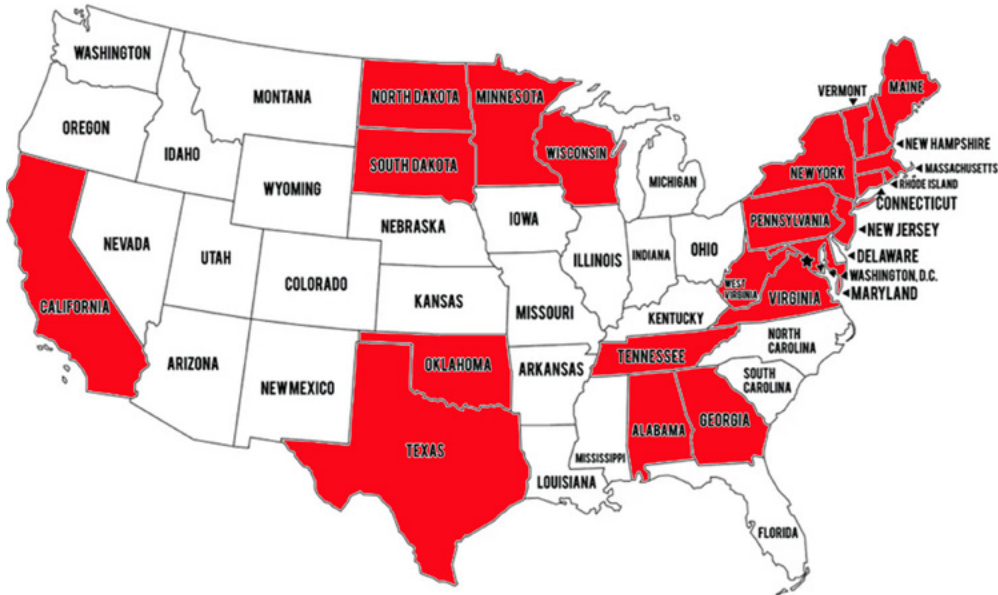 WASHINGTON
MONTANA
NORTH DAKOTA
MINNESOTA
VERMONT
MAINE
OREGON
IDAHO
WYOMING
SOUTH DAKOTA
WISCONSIN
MICHIGAN
NEW YORK
NEW HAMPSHIRE
MASSACHUSETTS
RHODE ISLAND
CONNECTICUT
NEVADA
UTAH
COLORADO
NEBRASKA
IOWA
ILLINOIS
INDIANA
OHIO
PENNSYLVANIA
NEW JERSEY
DELAWARE
WASHINGTON, D.C.
MARYLAND
CALIFORNIA
KANSAS
MISSOURI
KENTUCKY
WEST
VIRGINIA
VIRGINIA
ARIZONA
NEW MEXICO
OKLAHOMA
ARKANSAS
TENNESSEE
NORTH
CAROLINA
SOUTH
CAROLINA
TEXAS
LOUISIANA
MISSISSIPPI
ALABAMA
GEORGIA
FLORIDA